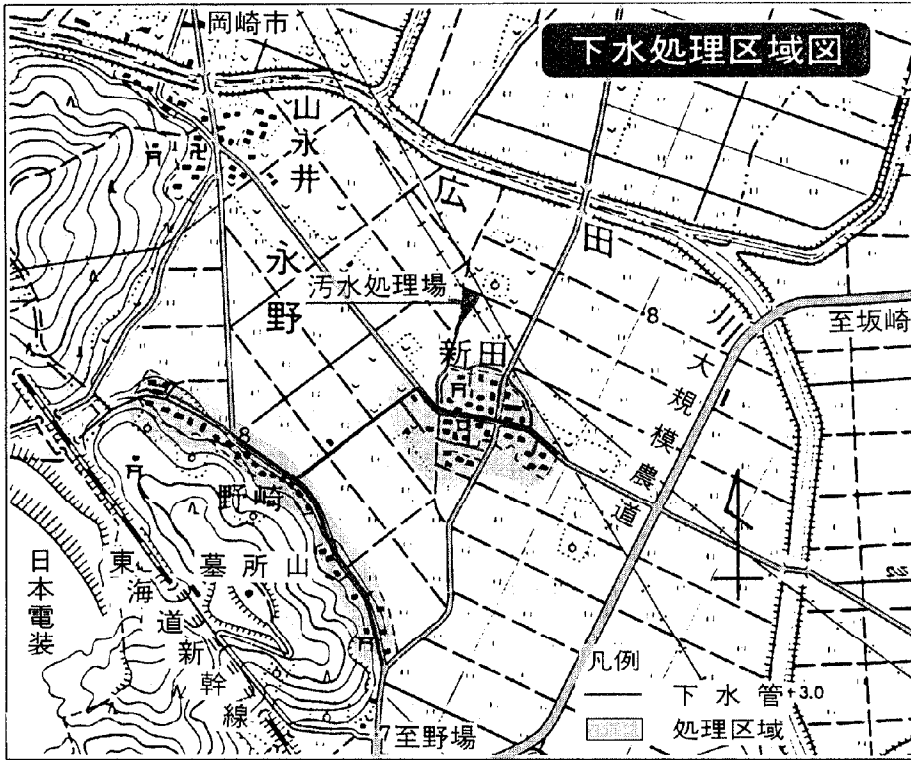 岡崎市
下水処理区域図
山永井
広田川
永野
汚水処理場
新田
8
至坂崎
大規模農道
8
野崎
墓所山
東海道新幹線
日本電装
凡例
下水管
+3.0
処理区域
7
至野場